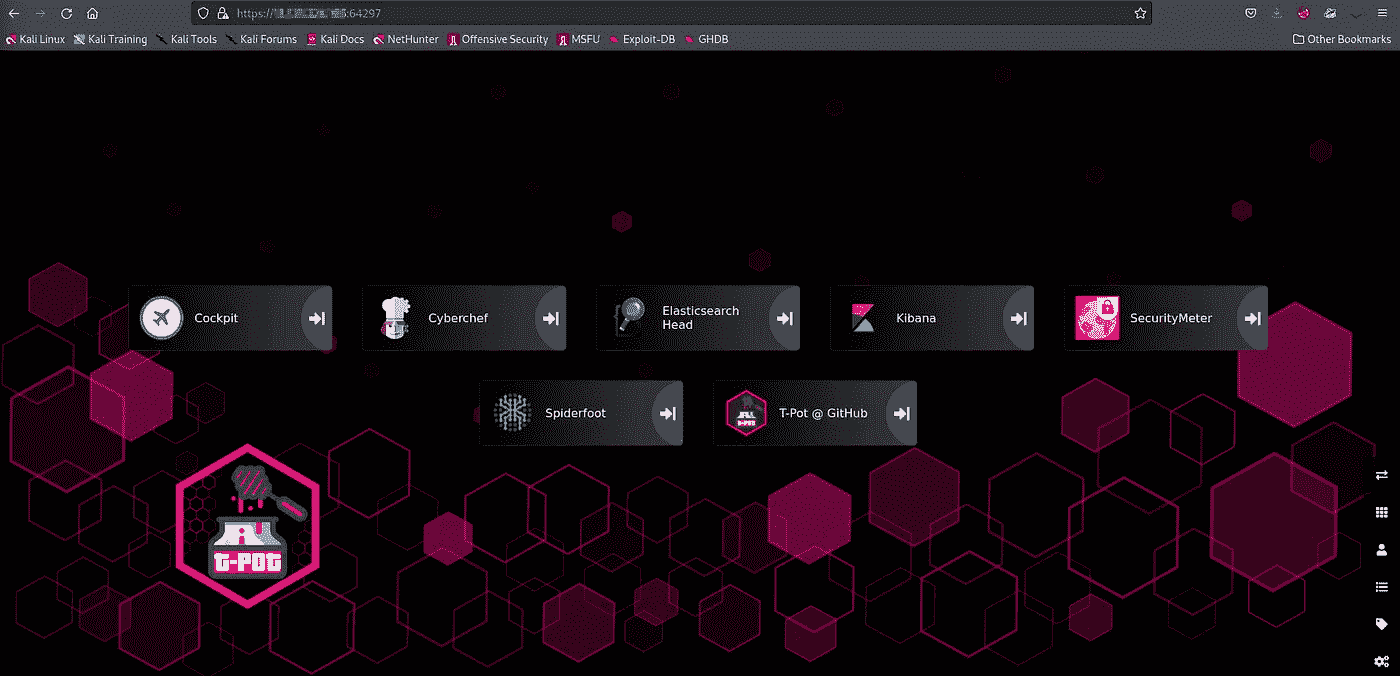 https:// :64297
Kali Linux Kali Training Kali Tools Kali Forums Kali Docs NetHunter Offensive Security MSFU Exploit-DB GHDB Other Bookmarks
Cockpit
Cyberchef
Elasticsearch
Head
Kibana
SecurityMeter
Spiderfoot
T-Pot @ GitHub
T-POT
T-POT